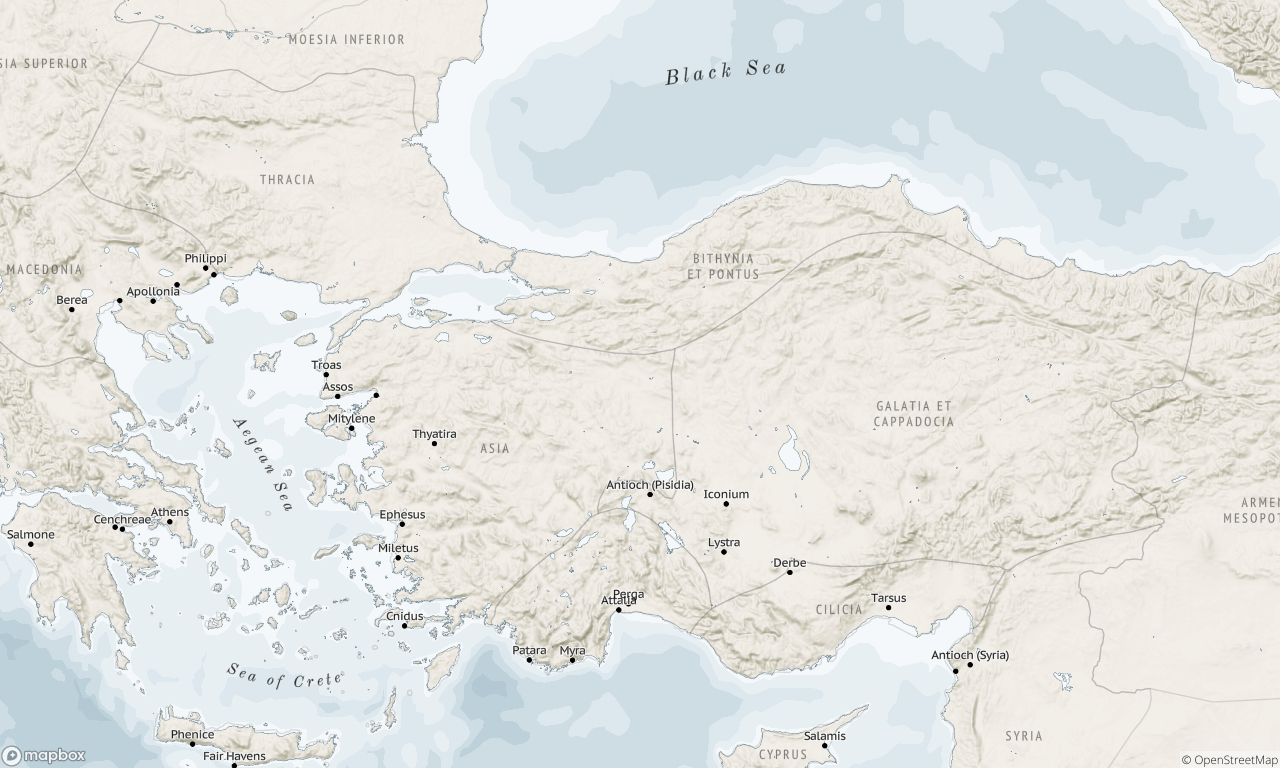 MOESIA INFERIOR
SIA SUPERIOR
Black Sea
THRACIA
Philippi
MACEDONIA
BITHYNIA
ET PONTUS
Apollonia
Berea
Troas
Assos
GALATIA ET
CAPPADOCIA
Mitylene
Thyatira
ASIA
Aegean Sea
Antioch (Pisidia)
Iconium
ARMEN
MESOPOT
Athens
Cenchreae
Ephesus
Salmone
Lystra
Miletus
Derbe
Perga
Attalia
Tarsus
CILICIA
Cnidus
Patara
Myra
Antioch (Syria)
Sea of Crete
Phenice
Salamis
SYRIA
Fair Havens
CYPRUS
mapbox
© OpenStreetMap